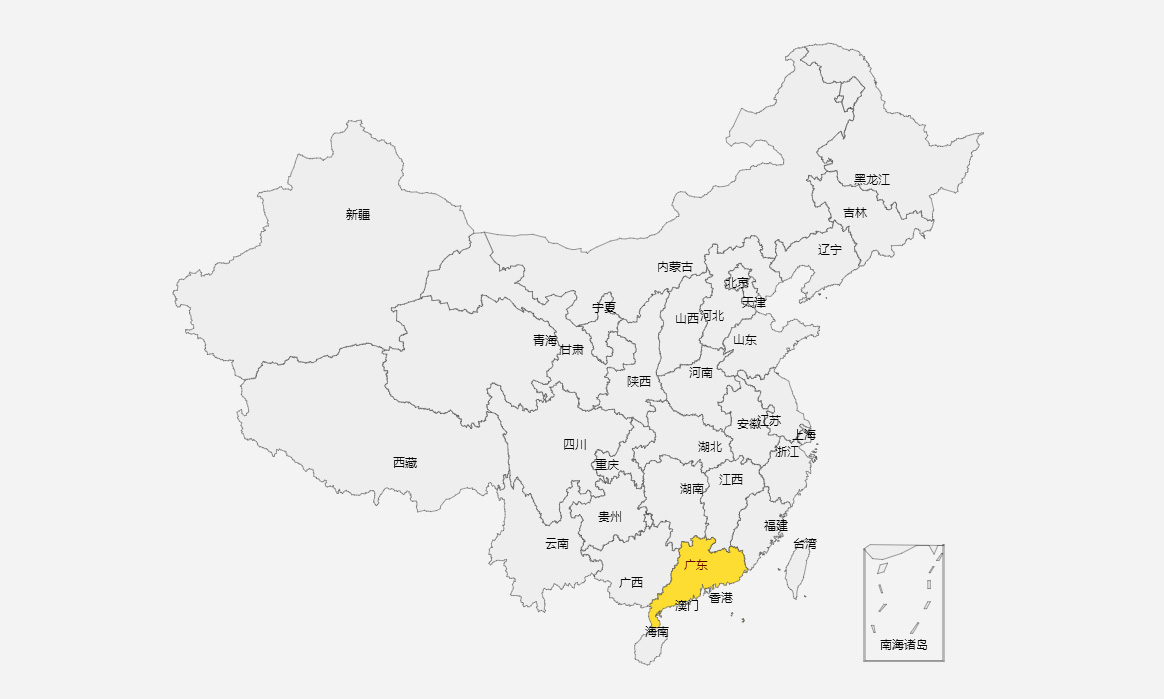 黑龙江
吉林
新疆
辽宁
内蒙古
北京
天津
宁夏
河北
山西
青海
甘肃
山东
河南
陕西
江苏
安徽
上海
四川
湖北
浙江
西藏
重庆
江西
湖南
贵州
福建
云南
台湾
广东
广西
香港
澳门
海南
南海诸岛